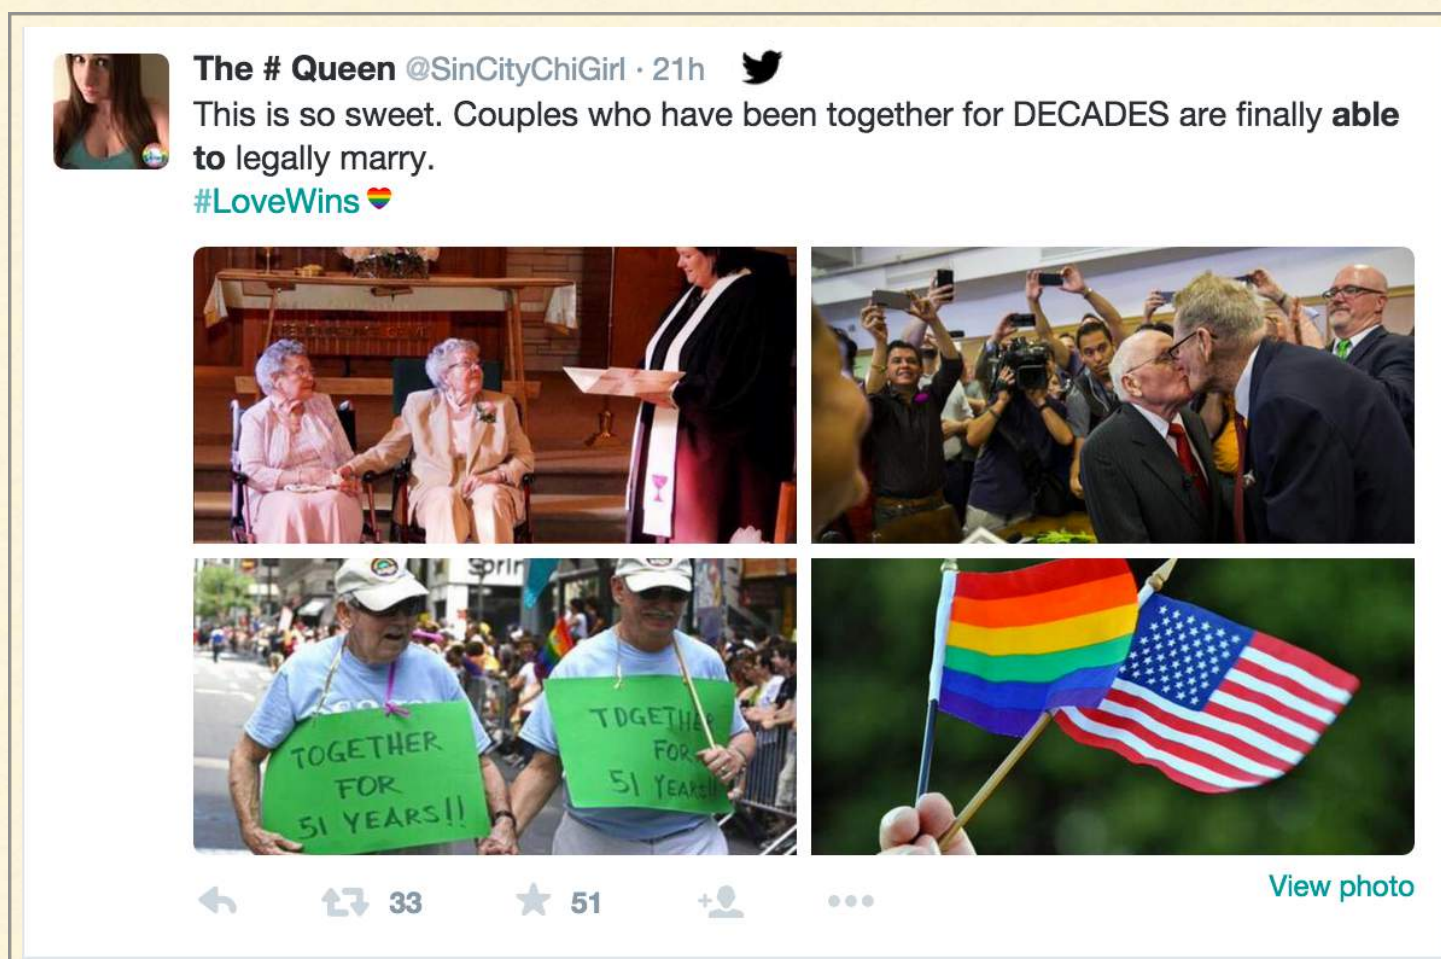 The # Queen @SinCityChiGirl · 21h
This is so sweet. Couples who have been together for DECADES are finally able
to legally marry.
#LoveWins
Sprin
TOGETHER
FOR
51 YEARS!!
TOGETHER
FOR
51 YEARS!!
33
51
View photo